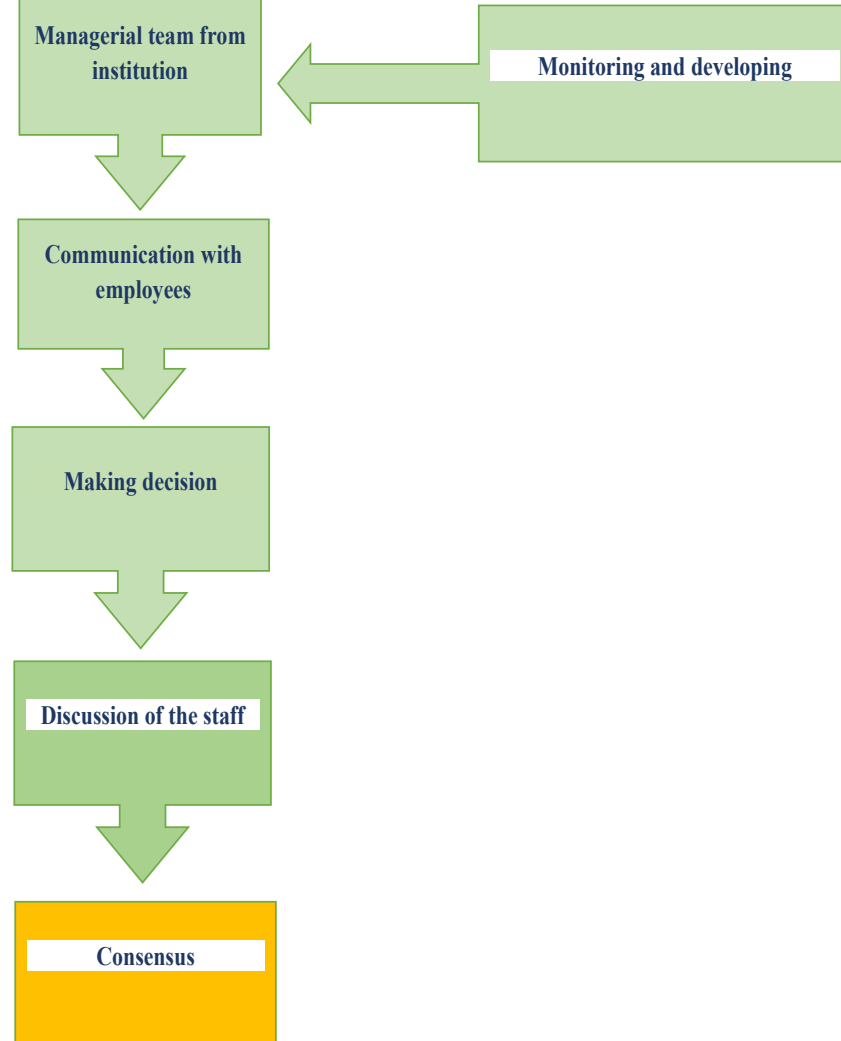 Managerial team from
institution
Monitoring and developing
Communication with
employees
Making decision
Discussion of the staff
Consensus